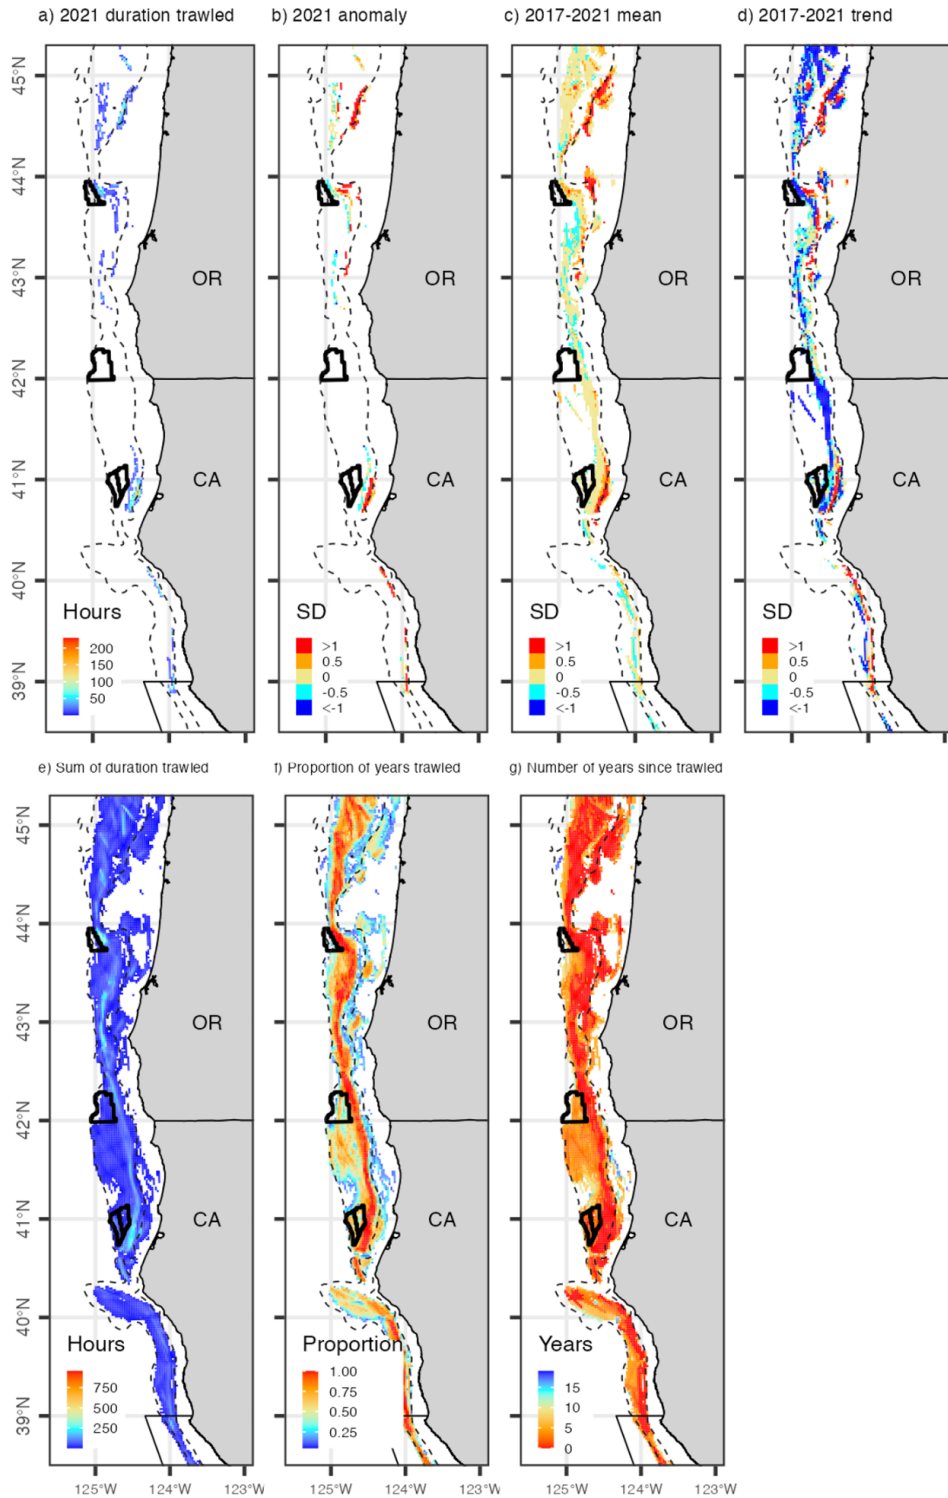 a) 2021 duration trawled
b) 2021 anomaly
c) 2017-2021 mean
d) 2017-2021 trend
45°N
44°N
43°N
42°N
41°N
40°N
39°N
OR
CA
Hours
200
150
100
50
OR
CA
SD
>1
0.5
0
-0.5
<-1
OR
CA
SD
>1
0.5
0
-0.5
<-1
OR
CA
SD
>1
0.5
0
-0.5
<-1
e) Sum of duration trawled
f) Proportion of years trawled
g) Number of years since trawled
45°N
44°N
43°N
42°N
41°N
40°N
39°N
OR
CA
Hours
750
500
250
125°W
124°W
123°W
OR
CA
Proportion
1.00
0.75
0.50
0.25
125°W
124°W
123°W
OR
CA
Years
15
10
5
0
125°W
124°W
123°W